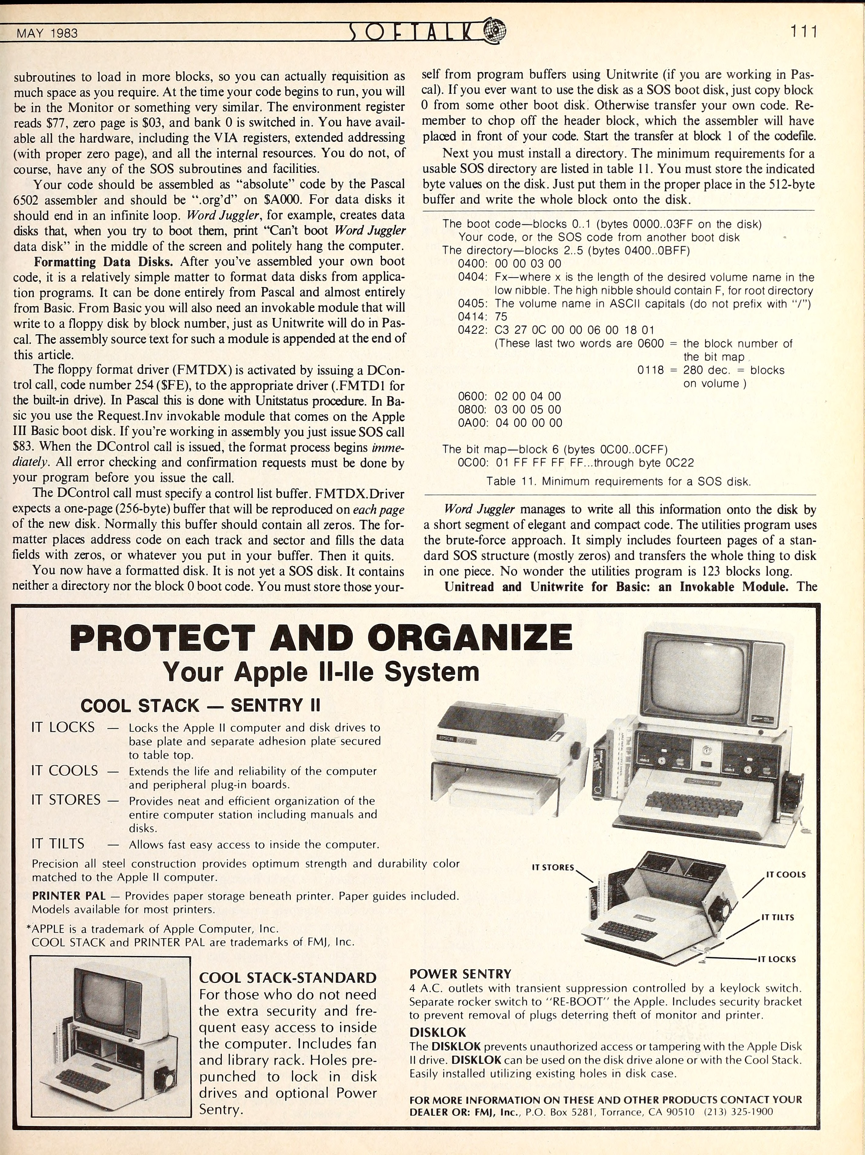 MAY 1983
SOFTALK
111
subroutines to load in more blocks, so you can actually requisition as
much space as you require. At the time your code begins to run, you will
be in the Monitor or something very similar. The environment register
reads $77, zero page is $03, and bank 0 is switched in. You have avail-
able all the hardware, including the VIA registers, extended addressing
(with proper zero page), and all the internal resources. You do not, of
course, have any of the SOS subroutines and facilities.
Your code should be assembled as "absolute" code by the Pascal
6502 assembler and should be ".org'd" on $A000. For data disks it
should end in an infinite loop. Word Juggler, for example, creates data
disks that, when you try to boot them, print "Can't boot Word Juggler
data disk" in the middle of the screen and politely hang the computer.
Formatting Data Disks. After you've assembled your own boot
code, it is a relatively simple matter to format data disks from applica-
tion programs. It can be done entirely from Pascal and almost entirely
from Basic. From Basic you will also need an invokable module that will
write to a floppy disk by block number, just as Unitwrite will do in Pas-
cal. The assembly source text for such a module is appended at the end of
this article.
The floppy format driver (FMTDX) is activated by issuing a DCon-
trol call, code number 254 ($FE), to the appropriate driver (.FMTD1 for
the built-in drive). In Pascal this is done with Unitstatus procedure. In Ba-
sic you use the Request.Inv invokable module that comes on the Apple
III Basic boot disk. If you're working in assembly you just issue SOS call
$83. When the DControl call is issued, the format process begins imme-
diately. All error checking and confirmation requests must be done by
your program before you issue the call.
The DControl call must specify a control list buffer. FMTDX.Driver
expects a one-page (256-byte) buffer that will be reproduced on each page
of the new disk. Normally this buffer should contain all zeros. The for-
matter places address code on each track and sector and fills the data
fields with zeros, or whatever you put in your buffer. Then it quits.
You now have a formatted disk. It is not yet a SOS disk. It contains
neither a directory nor the block 0 boot code. You must store those your-
self from program buffers using Unitwrite (if you are working in Pas-
cal). If you ever want to use the disk as a SOS boot disk, just copy block
0 from some other boot disk. Otherwise transfer your own code. Re-
member to chop off the header block, which the assembler will have
placed in front of your code. Start the transfer at block 1 of the codefile.
Next you must install a directory. The minimum requirements for a
usable SOS directory are listed in table 11. You must store the indicated
byte values on the disk. Just put them in the proper place in the 512-byte
buffer and write the whole block onto the disk.
The boot code—blocks 0..1 (bytes 0000..03FF on the disk)
Your code, or the SOS code from another boot disk
The directory—blocks 2..5 (bytes 0400..0BFF)
0400: 00 00 03 00
0404: Fx—where x is the length of the desired volume name in the
low nibble. The high nibble should contain F, for root directory
0405: The volume name in ASCII capitals (do not prefix with "/")
0414: 75
0422: C3 27 0C 00 00 06 00 18 01
(These last two words are 0600 = the block number of
the bit map
0118 = 280 dec. = blocks
on volume )
0600: 02 00 04 00
0800: 03 00 05 00
0A00: 04 00 00 00
The bit map—block 6 (bytes 0C00..0CFF)
0C00: 01 FF FF FF FF...through byte 0C22
Table 11. Minimum requirements for a SOS disk.
Word Juggler manages to write all this information onto the disk by
a short segment of elegant and compact code. The utilities program uses
the brute-force approach. It simply includes fourteen pages of a stan-
dard SOS structure (mostly zeros) and transfers the whole thing to disk
in one piece. No wonder the utilities program is 123 blocks long.
Unitread and Unitwrite for Basic: an Invokable Module. The
PROTECT AND ORGANIZE
Your Apple II-IIe System
COOL STACK — SENTRY II
IT LOCKS — Locks the Apple II computer and disk drives to
base plate and separate adhesion plate secured
to table top.
IT COOLS — Extends the life and reliability of the computer
and peripheral plug-in boards.
IT STORES — Provides neat and efficient organization of the
entire computer station including manuals and
disks.
IT TILTS — Allows fast easy access to inside the computer.
Precision all steel construction provides optimum strength and durability color
matched to the Apple II computer.
PRINTER PAL — Provides paper storage beneath printer. Paper guides included.
Models available for most printers.
*APPLE is a trademark of Apple Computer, Inc.
COOL STACK and PRINTER PAL are trademarks of FMJ, Inc.
IT STORES
IT COOLS
IT TILTS
IT LOCKS
COOL STACK-STANDARD
For those who do not need
the extra security and fre-
quent easy access to inside
the computer. Includes fan
and library rack. Holes pre-
punched to lock in disk
drives and optional Power
Sentry.
POWER SENTRY
4 A.C. outlets with transient suppression controlled by a keylock switch.
Separate rocker switch to "RE-BOOT" the Apple. Includes security bracket
to prevent removal of plugs deterring theft of monitor and printer.
DISKLOK
The DISKLOK prevents unauthorized access or tampering with the Apple Disk
II drive. DISKLOK can be used on the disk drive alone or with the Cool Stack.
Easily installed utilizing existing holes in disk case.
FOR MORE INFORMATION ON THESE AND OTHER PRODUCTS CONTACT YOUR
DEALER OR: FMJ, Inc., P.O. Box 5281, Torrance, CA 90510 (213) 325-1900